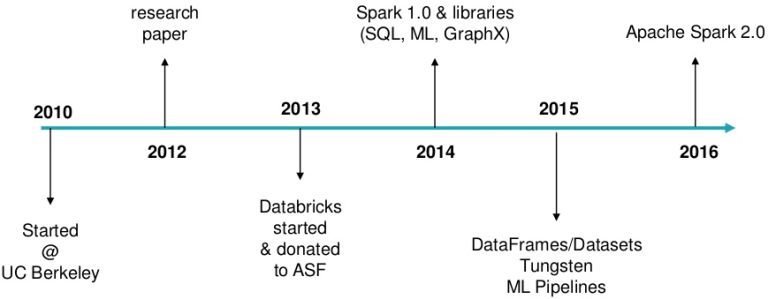 research
paper
Spark 1.0 & libraries
(SQL, ML, GraphX)
Apache Spark 2.0
2010
2013
2015
2012
2014
2016
Started
@
UC Berkeley
Databricks
started
& donated
to ASF
DataFrames/Datasets
Tungsten
ML Pipelines